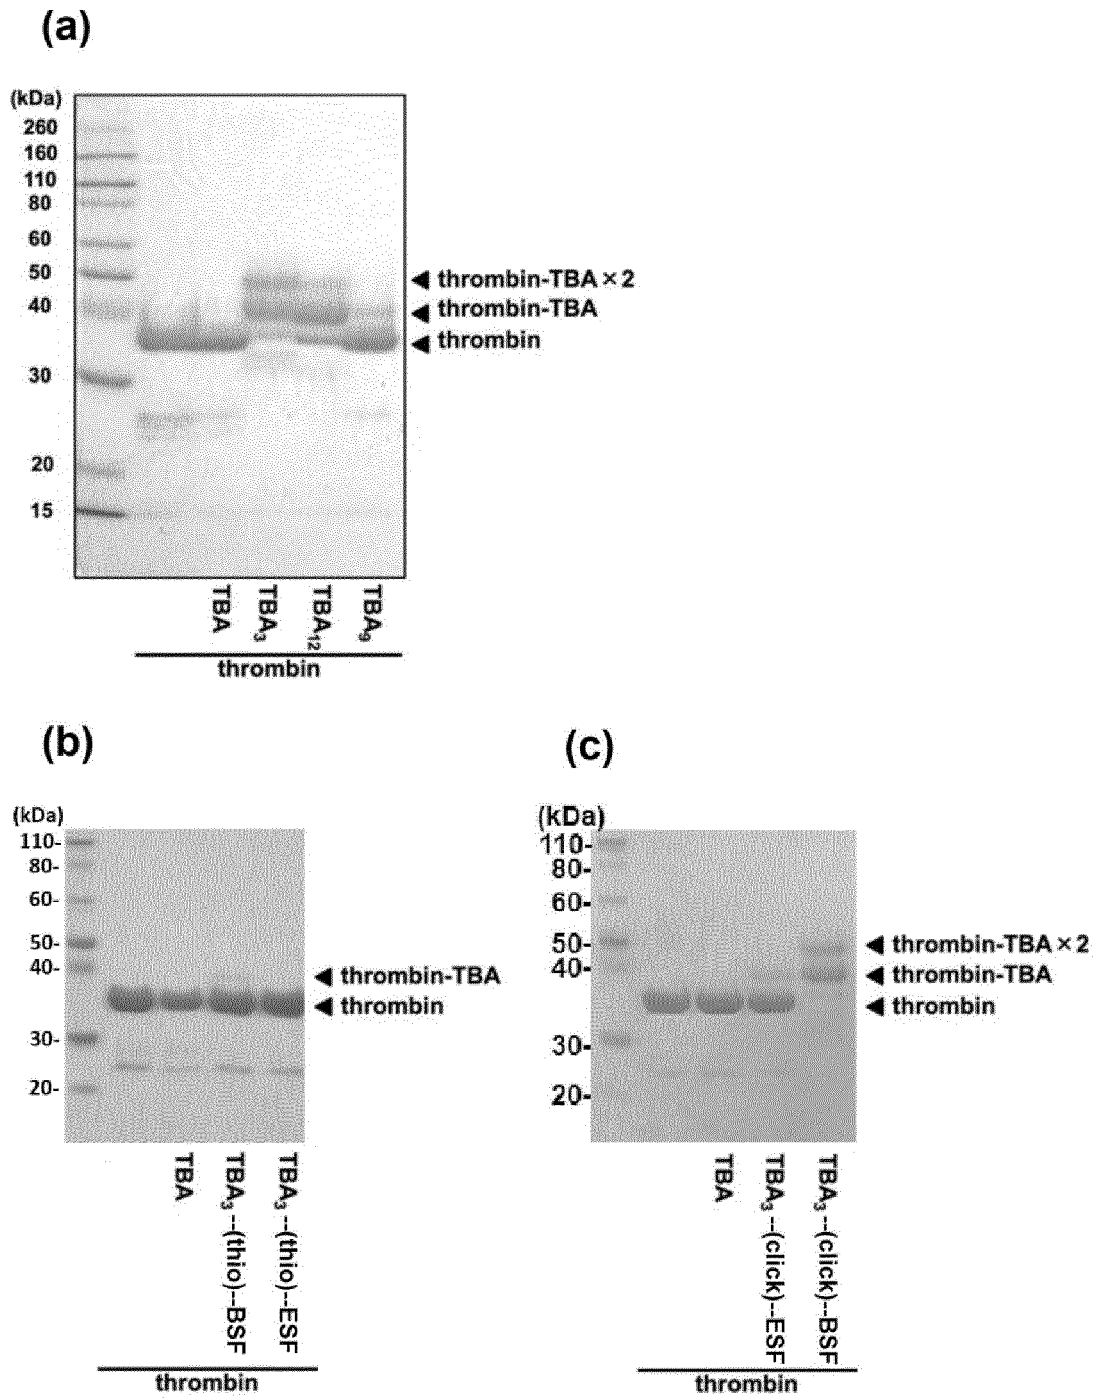 (a)
(kDa)
260
160
110
80
60
50
40
30
20
15
thrombin-TBA×2
thrombin-TBA
thrombin
TBA
TBA₃
TBA₁₂
TBA₉
thrombin
(b)
(kDa)
110-
80-
60-
50-
40-
30-
20-
thrombin-TBA
thrombin
TBA
TBA₃--(thio)--BSF
TBA₃--(thio)--ESF
thrombin
(c)
(kDa)
110-
80-
60-
50-
40-
30-
20-
thrombin-TBA×2
thrombin-TBA
thrombin
TBA
TBA₃--(click)--ESF
TBA₃--(click)--BSF
thrombin